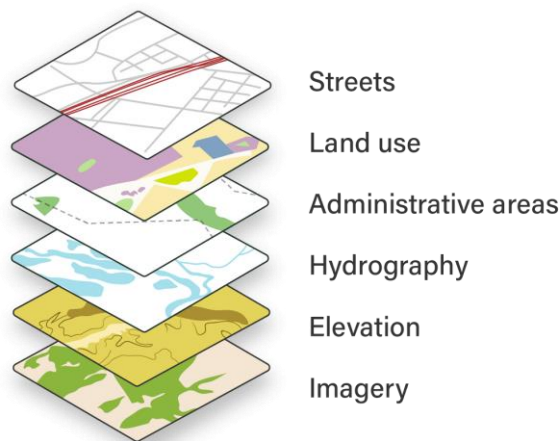 Streets
Land use
Administrative areas
Hydrography
Elevation
Imagery